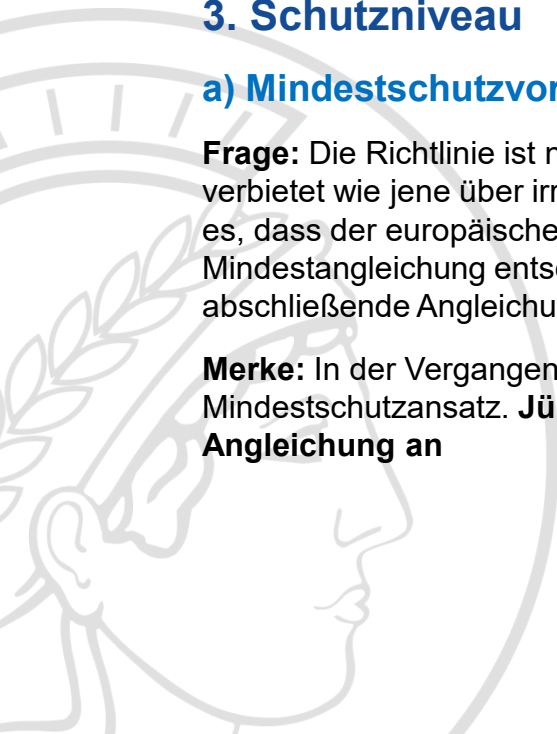 3. Schutzniveau
a) Mindestschutzvor
Frage: Die Richtlinie ist n
verbietet wie jene über irr
es, dass der europäische
Mindestangleichung ents
abschließende Angleichu
Merke: In der Vergangen
Mindestschutzansatz. Jü
Angleichung an